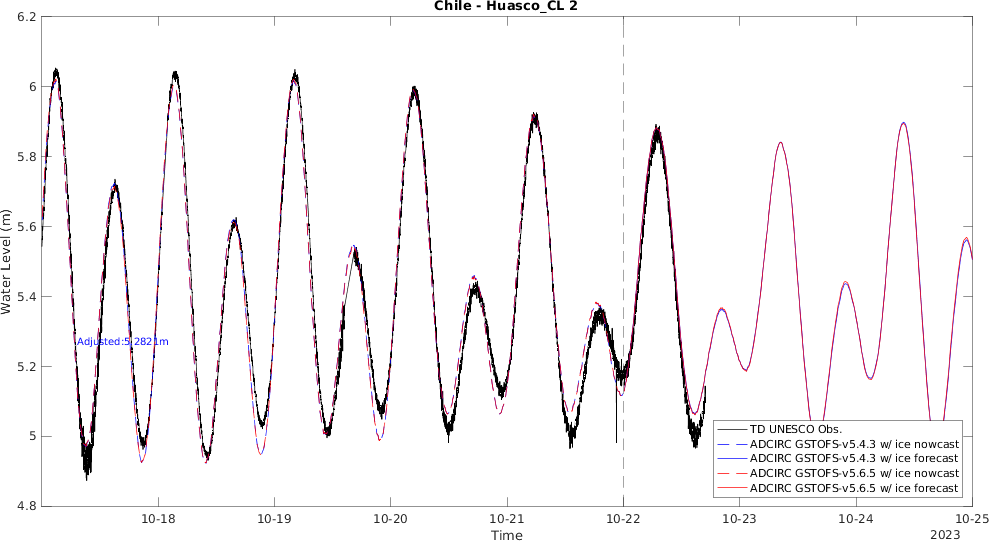 Chile - Huasco_CL 2
6.2
6
5.8
5.6
5.4
5.2
5
4.8
Water Level (m)
Adjusted:5.2821m
TD UNESCO Obs.
ADCIRC GSTOFS-v5.4.3 w/ ice nowcast
ADCIRC GSTOFS-v5.4.3 w/ ice forecast
ADCIRC GSTOFS-v5.6.5 w/ ice nowcast
ADCIRC GSTOFS-v5.6.5 w/ ice forecast
10-18 10-19 10-20 10-21 10-22 10-23 10-24 10-25
Time
2023